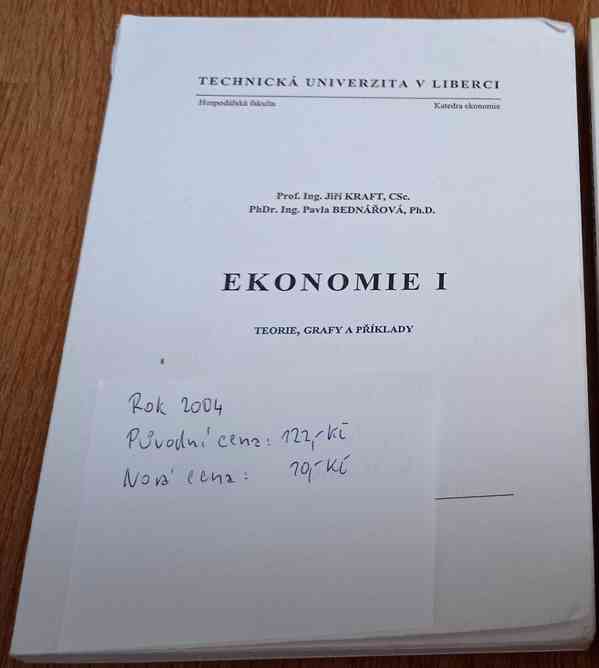 TECHNICKÁ UNIVERZITA V LIBERCI
Hospodářská fakulta Katedra ekonomie
Prof. Ing. Jiří KRAFT, CSc.
PhDr. Ing. Pavla BEDNÁŘOVÁ, Ph.D.
EKONOMIE I
TEORIE, GRAFY A PŘÍKLADY
Rok 2004
Původní cena: 122,-Kč
Nová cena: 70,-Kč